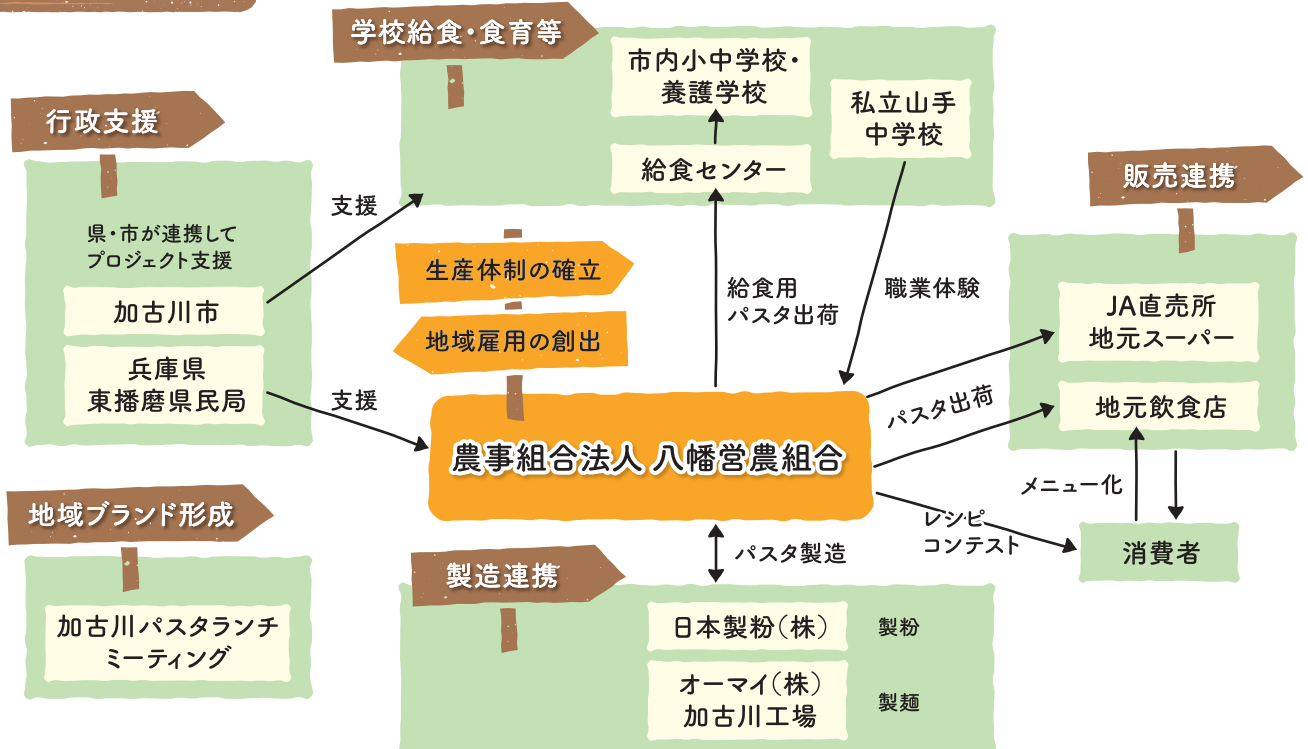 学校給食・食育等
市内小中学校・
養護学校
私立山手
中学校
給食センター
行政支援
県・市が連携して
プロジェクト支援
加古川市
兵庫県
東播磨県民局
支援
支援
生産体制の確立
地域雇用の創出
給食用
パスタ出荷
職業体験
販売連携
JA直売所
地元スーパー
地元飲食店
パスタ出荷
農事組合法人 八幡営農組合
メニュー化
レシピ
コンテスト
消費者
地域ブランド形成
加古川パスタランチ
ミーティング
パスタ製造
製造連携
日本製粉(株)
製粉
オーマイ(株)
加古川工場
製麺